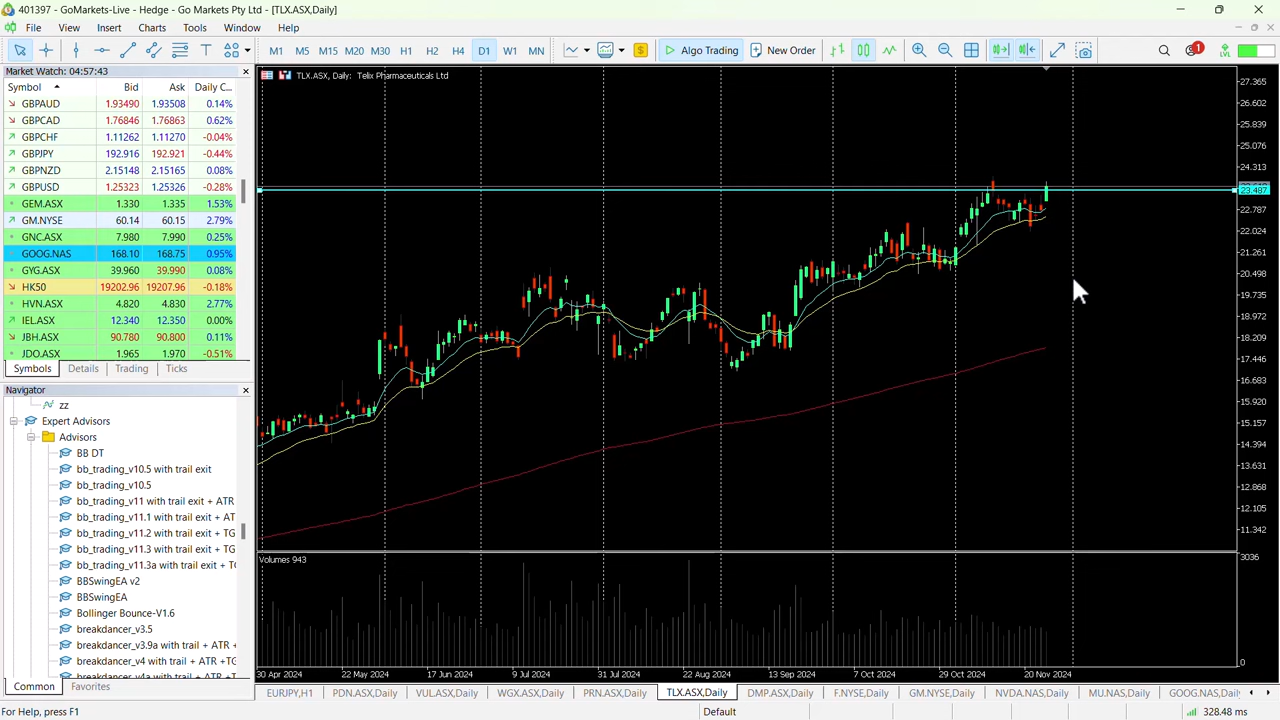 401397 - GoMarkets-Live - Hedge - Go Markets Pty Ltd - [TLX.ASX,Daily]
File View Insert Charts Tools Window Help
M1 M5 M15 M20 M30 H1 H2 H4 D1 W1 MN Algo Trading New Order 1 LVL
Market Watch: 04:57:43
Symbol Bid Ask Daily C...
GBPAUD 1.93490 1.93508 0.14%
GBPCAD 1.76846 1.76863 0.62%
GBPCHF 1.11262 1.11270 -0.04%
GBPJPY 192.916 192.921 -0.44%
GBPNZD 2.15148 2.15165 0.08%
GBPUSD 1.25323 1.25326 -0.28%
GEM.ASX 1.330 1.335 1.53%
GM.NYSE 60.14 60.15 2.79%
GNC.ASX 7.980 7.990 0.25%
GOOG.NAS 168.10 168.75 0.95%
GYG.ASX 39.960 39.990 0.08%
HK50 19202.96 19207.96 -0.18%
HVN.ASX 4.820 4.830 2.77%
IEL.ASX 12.340 12.350 0.00%
JBH.ASX 90.780 90.800 0.11%
JDO.ASX 1.965 1.970 -0.51%
Symbols Details Trading Ticks
Navigator
zz
Expert Advisors
Advisors
BB DT
bb_trading_v10.5 with trail exit
bb_trading_v10.5
bb_trading_v11 with trail exit + ATR
bb_trading_v11.1 with trail exit + AT
bb_trading_v11.2 with trail exit + TG
bb_trading_v11.3 with trail exit + TG
bb_trading_v11.3a with trail exit + TG
BBSwingEA v2
BBSwingEA
Bollinger Bounce-V1.6
breakdancer_v3.5
breakdancer_v3.9a with trail + ATR +
breakdancer_v4 with trail + ATR +TG
breakdancer_v4a with trail + ATR +T
Common Favorites
TLX.ASX, Daily: Telix Pharmaceuticals Ltd
27.365
26.602
25.839
25.076
24.313
23.487
22.787
22.024
21.261
20.498
19.735
18.972
18.209
17.446
16.683
15.920
15.157
14.394
13.631
12.868
12.105
11.342
Volumes 943
3036
0
30 Apr 2024 22 May 2024 17 Jun 2024 9 Jul 2024 31 Jul 2024 22 Aug 2024 13 Sep 2024 7 Oct 2024 29 Oct 2024 20 Nov 2024
EURJPY,H1 PDN.ASX,Daily VUL.ASX,Daily WGX.ASX,Daily PRN.ASX,Daily TLX.ASX,Daily DMP.ASX,Daily F.NYSE,Daily GM.NYSE,Daily NVDA.NAS,Daily MU.NAS,Daily GOOG.NAS,Daily
For Help, press F1 Default 328.48 ms